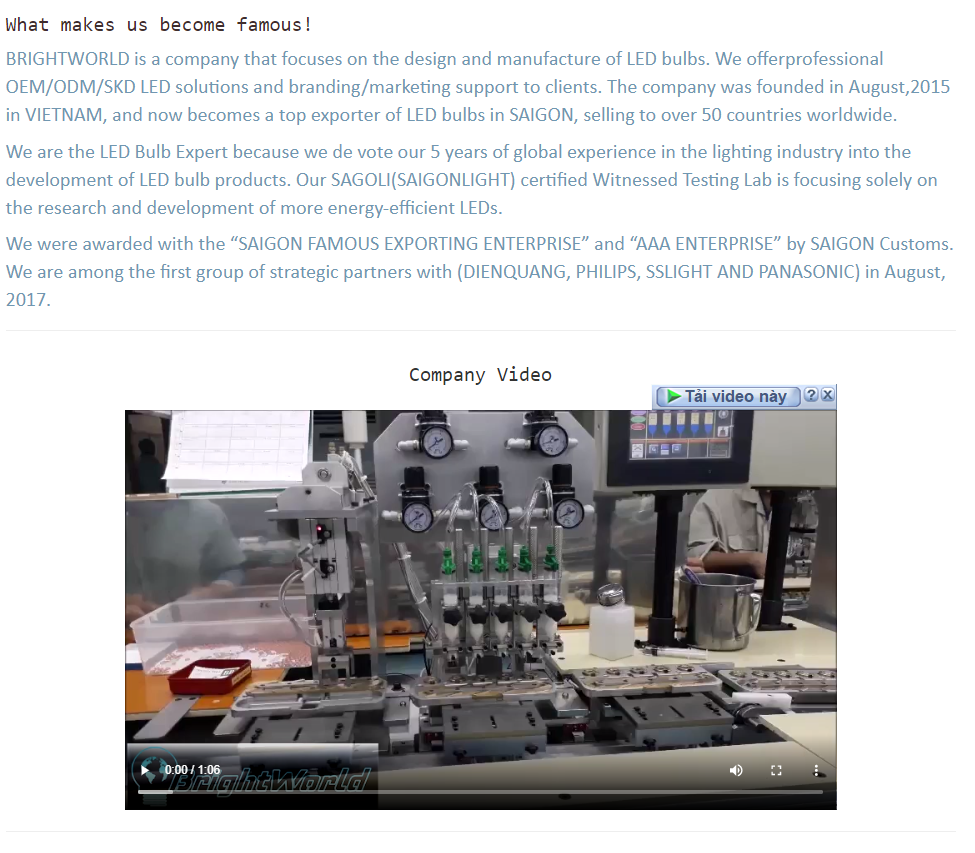 What makes us become famous!
BRIGHTWORLD is a company that focuses on the design and manufacture of LED bulbs. We offerprofessional
OEM/ODM/SKD LED solutions and branding/marketing support to clients. The company was founded in August,2015
in VIETNAM, and now becomes a top exporter of LED bulbs in SAIGON, selling to over 50 countries worldwide.
We are the LED Bulb Expert because we de vote our 5 years of global experience in the lighting industry into the
development of LED bulb products. Our SAGOLI(SAIGONLIGHT) certified Witnessed Testing Lab is focusing solely on
the research and development of more energy-efficient LEDs.
We were awarded with the “SAIGON FAMOUS EXPORTING ENTERPRISE” and “AAA ENTERPRISE” by SAIGON Customs.
We are among the first group of strategic partners with (DIENQUANG, PHILIPS, SSLIGHT AND PANASONIC) in August,
2017.
Company Video
Tải video này ? x
0:00 / 1:06
BrightWorld